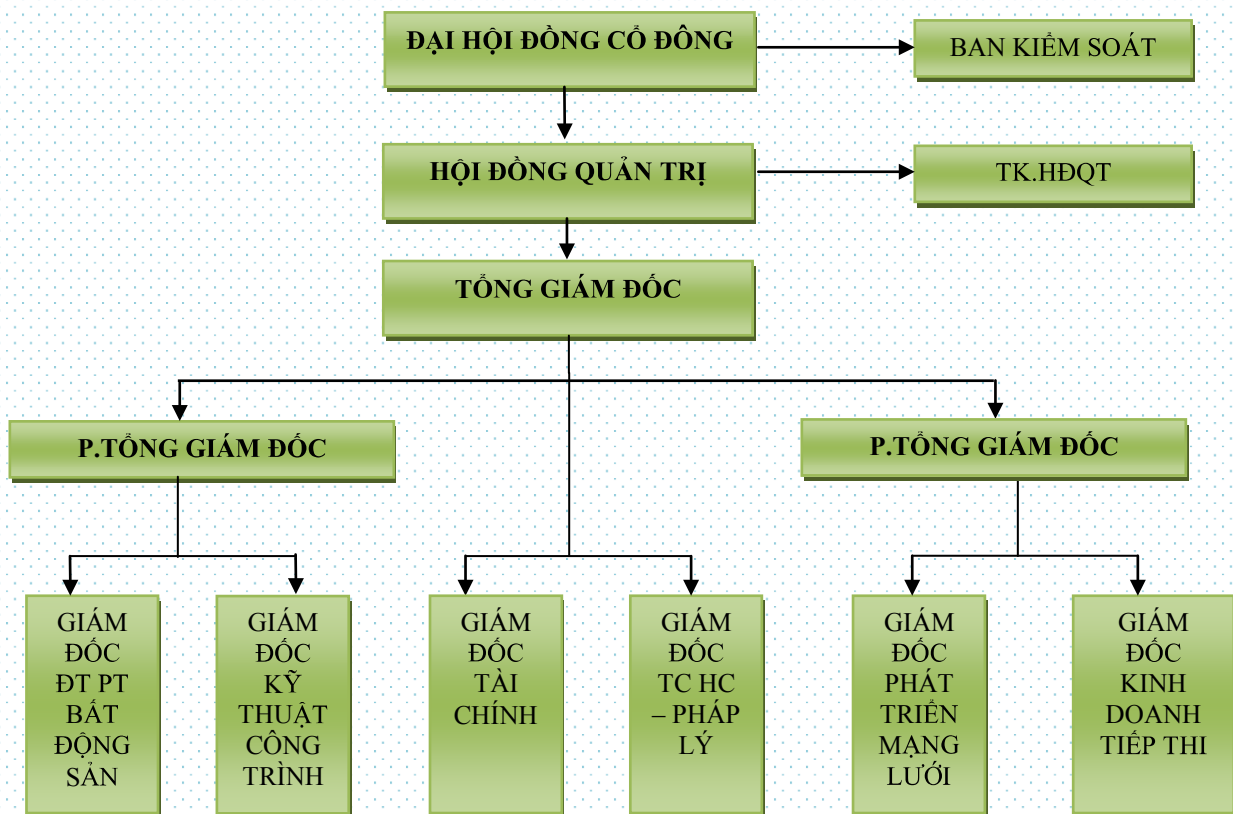 ĐẠI HỘI ĐỒNG CỔ ĐÔNG
BAN KIỂM SOÁT
HỘI ĐỒNG QUẢN TRỊ
TK.HĐQT
TỔNG GIÁM ĐỐC
P.TỔNG GIÁM ĐỐC
P.TỔNG GIÁM ĐỐC
GIÁM
ĐỐC
ĐT PT
BẤT
ĐỘNG
SẢN
GIÁM
ĐỐC
KỸ
THUẬT
CÔNG
TRÌNH
GIÁM
ĐỐC
TÀI
CHÍNH
GIÁM
ĐỐC
TC HC
– PHÁP
LÝ
GIÁM
ĐỐC
PHÁT
TRIỂN
MẠNG
LƯỚI
GIÁM
ĐỐC
KINH
DOANH
TIẾP THI